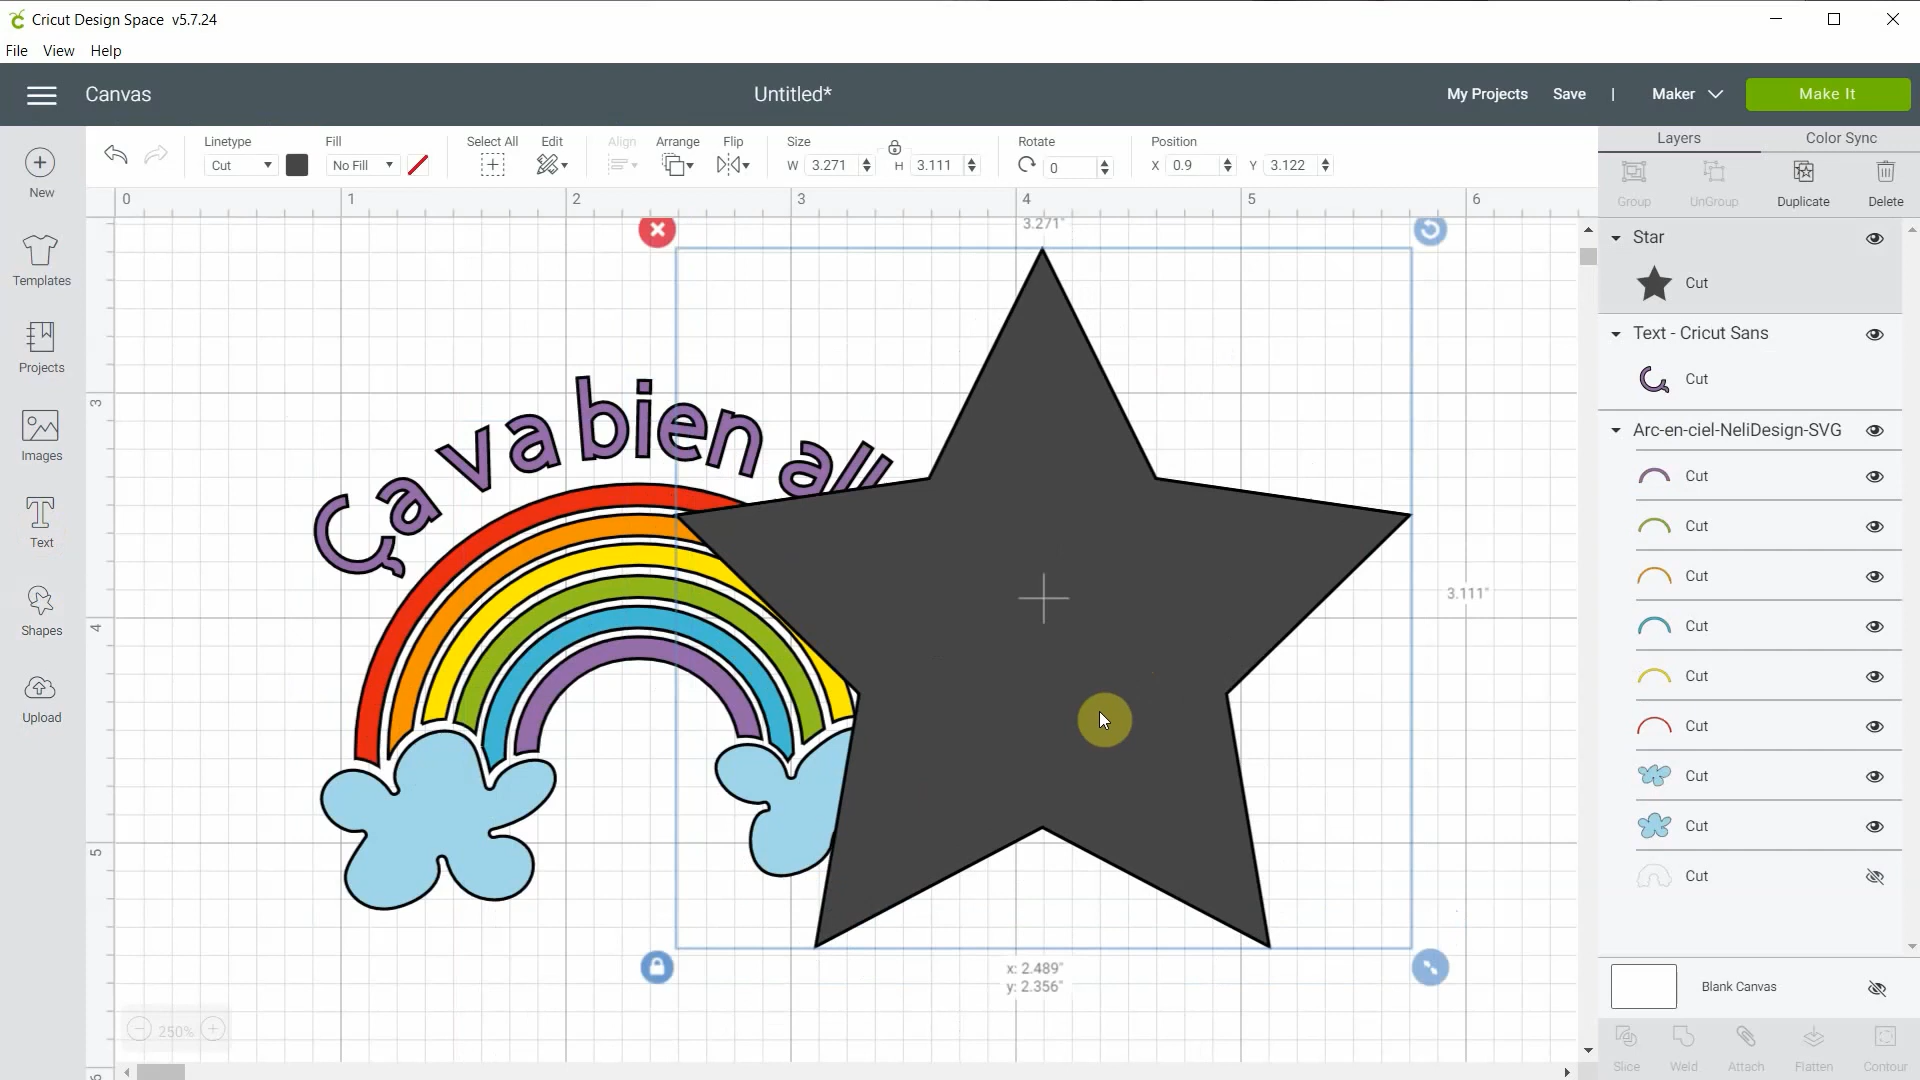 Cricut Design Space v5.7.24
File View Help
Canvas Untitled* My Projects Save | Maker Make It
Linetype Fill Select All Edit Align Arrange Flip Size Rotate Position
Cut No Fill W 3.271 H 3.111 0 X 0.9 Y 3.122
Layers Color Sync
Group UnGroup Duplicate Delete
New
Templates
Projects
Images
Text
Shapes
Upload
0 1 2 3 4 5 6
3
4
5
3.271"
3.111"
x: 2.489"
y: 2.356"
Ça va bien all
250%
Star
Cut
Text - Cricut Sans
Cut
Arc-en-ciel-NeliDesign-SVG
Cut
Cut
Cut
Cut
Cut
Cut
Cut
Cut
Cut
Blank Canvas
Slice Weld Attach Flatten Contour